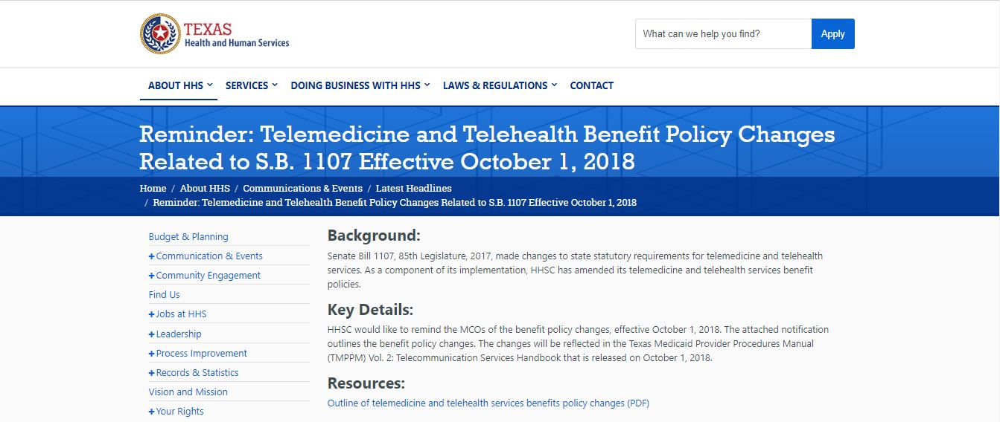 TEXAS
Health and Human Services
What can we help you find?
Apply
ABOUT HHS
SERVICES
DOING BUSINESS WITH HHS
LAWS & REGULATIONS
CONTACT
Reminder: Telemedicine and Telehealth Benefit Policy Changes
Related to S.B. 1107 Effective October 1, 2018
Home / About HHS / Communications & Events / Latest Headlines
/ Reminder: Telemedicine and Telehealth Benefit Policy Changes Related to S.B. 1107 Effective October 1, 2018
Budget & Planning
+Communication & Events
+Community Engagement
Find Us
+Jobs at HHS
+Leadership
+Process Improvement
+Records & Statistics
Vision and Mission
+Your Rights
Background:
Senate Bill 1107, 85th Legislature, 2017, made changes to state statutory requirements for telemedicine and telehealth
services. As a component of its implementation, HHSC has amended its telemedicine and telehealth services benefit
policies.
Key Details:
HHSC would like to remind the MCOs of the benefit policy changes, effective October 1, 2018. The attached notification
outlines the benefit policy changes. The changes will be reflected in the Texas Medicaid Provider Procedures Manual
(TMPPM) Vol. 2: Telecommunication Services Handbook that is released on October 1, 2018.
Resources:
Outline of telemedicine and telehealth services benefits policy changes (PDF)